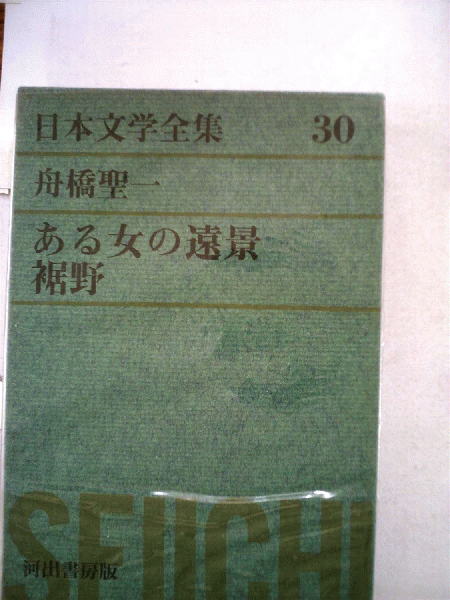 日本文学全集 30
舟橋聖一
ある女の遠景
裾野
SEIICHI
河出書房版